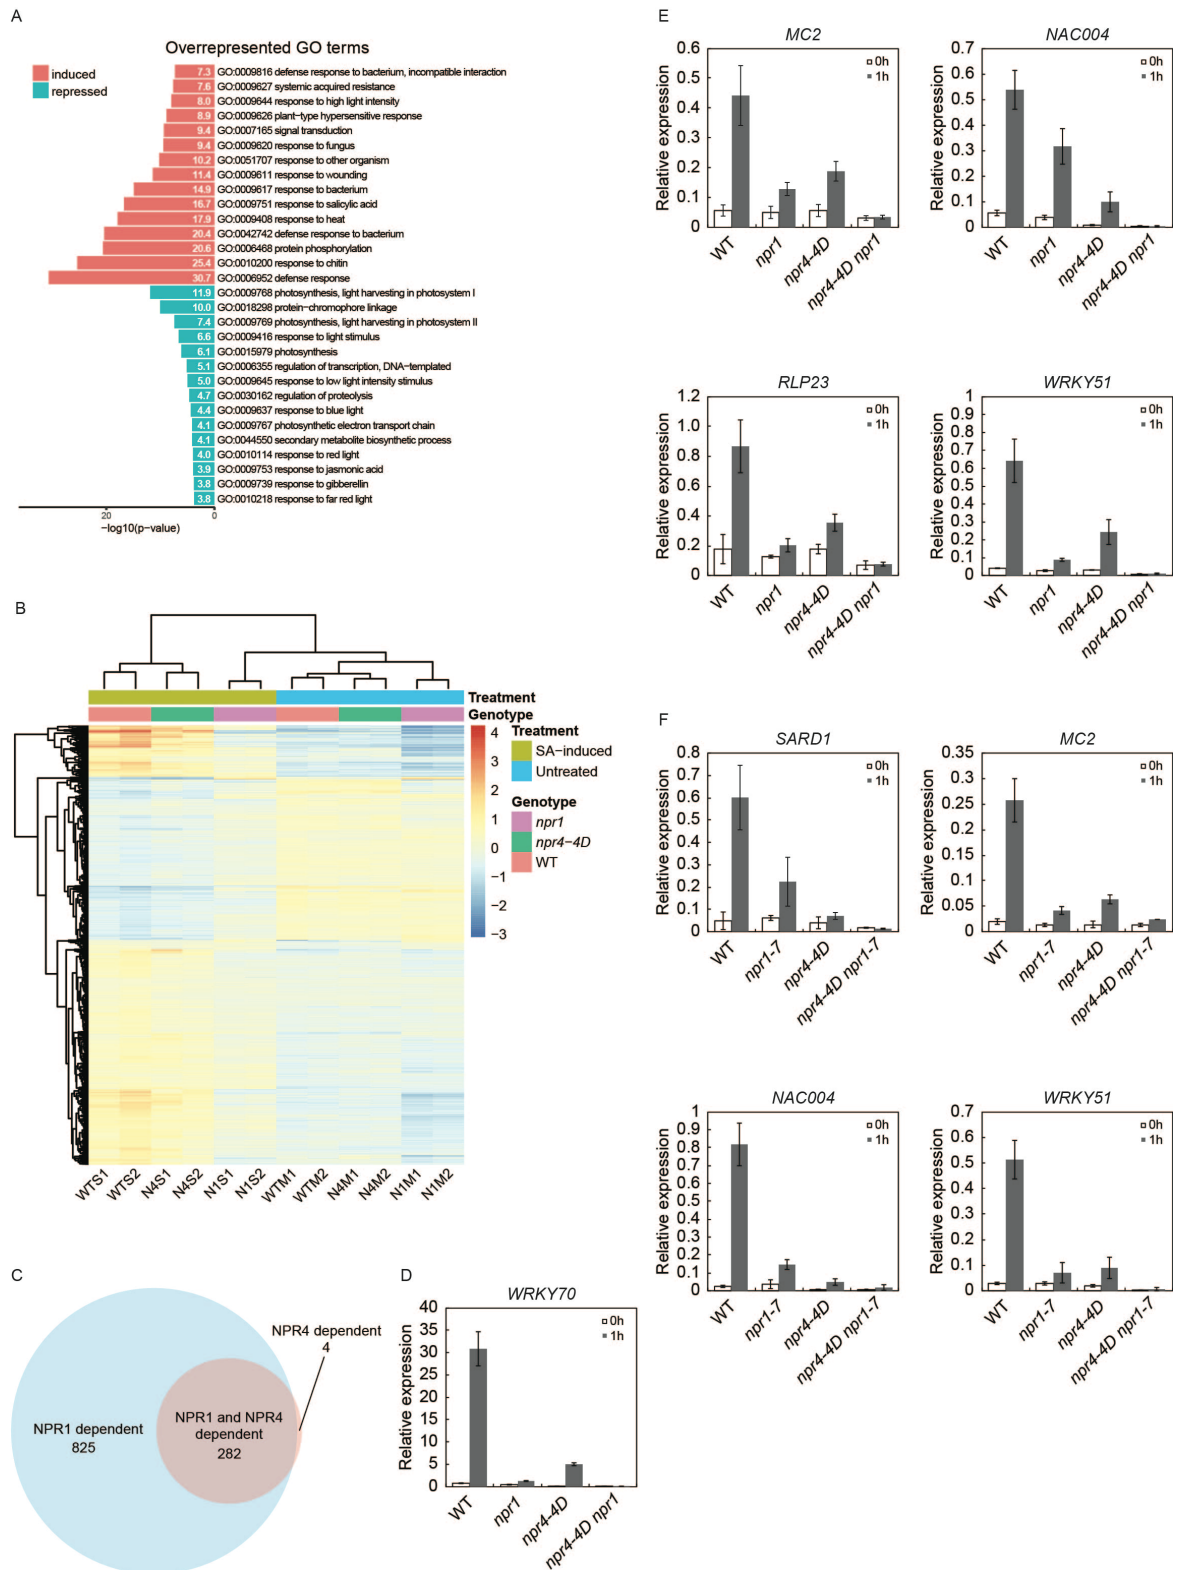 A
Overrepresented GO terms
induced
repressed
7.3 GO:0009816 defense response to bacterium, incompatible interaction
7.6 GO:0009627 systemic acquired resistance
8.0 GO:0009644 response to high light intensity
8.9 GO:0009626 plant-type hypersensitive response
9.4 GO:0007165 signal transduction
9.4 GO:0009620 response to fungus
10.2 GO:0051707 response to other organism
11.4 GO:0009611 response to wounding
14.9 GO:0009617 response to bacterium
16.7 GO:0009751 response to salicylic acid
17.9 GO:0009408 response to heat
20.4 GO:0042742 defense response to bacterium
20.6 GO:0006468 protein phosphorylation
25.4 GO:0010200 response to chitin
30.7 GO:0006952 defense response
11.9 GO:0009768 photosynthesis, light harvesting in photosystem I
10.0 GO:0018298 protein-chromophore linkage
7.4 GO:0009769 photosynthesis, light harvesting in photosystem II
6.6 GO:0009416 response to light stimulus
6.1 GO:0015979 photosynthesis
5.1 GO:0006355 regulation of transcription, DNA−templated
5.0 GO:0009645 response to low light intensity stimulus
4.7 GO:0030162 regulation of proteolysis
4.4 GO:0009637 response to blue light
4.1 GO:0009767 photosynthetic electron transport chain
4.1 GO:0044550 secondary metabolite biosynthetic process
4.0 GO:0010114 response to red light
3.9 GO:0009753 response to jasmonic acid
3.8 GO:0009739 response to gibberellin
3.8 GO:0010218 response to far red light
20 0
−log10(p−value)
B
Treatment
Genotype
4
3
2
1
0
−1
−2
−3
Treatment
SA−induced
Untreated
Genotype
npr1
npr4−4D
WT
WTS1 WTS2 N4S1 N4S2 N1S1 N1S2 WTM1 WTM2 N4M1 N4M2 N1M1 N1M2
C
NPR4 dependent
4
NPR1 dependent
825
NPR1 and NPR4
dependent
282
D
WRKY70
Relative expression
40
35
30
25
20
15
10
5
0
0h
1h
WT npr1 npr4-4D npr4-4D npr1
E
MC2
Relative expression
0.6
0.5
0.4
0.3
0.2
0.1
0
0h
1h
WT npr1 npr4-4D npr4-4D npr1
NAC004
Relative expression
0.7
0.6
0.5
0.4
0.3
0.2
0.1
0
0h
1h
WT npr1 npr4-4D npr4-4D npr1
RLP23
Relative expression
1.2
1.0
0.8
0.6
0.4
0.2
0
0h
1h
WT npr1 npr4-4D npr4-4D npr1
WRKY51
Relative expression
1
0.9
0.8
0.7
0.6
0.5
0.4
0.3
0.2
0.1
0
0h
1h
WT npr1 npr4-4D npr4-4D npr1
F
SARD1
Relative expression
0.8
0.7
0.6
0.5
0.4
0.3
0.2
0.1
0
0h
1h
WT npr1-7 npr4-4D npr4-4D npr1-7
MC2
Relative expression
0.35
0.3
0.25
0.2
0.15
0.1
0.05
0
0h
1h
WT npr1-7 npr4-4D npr4-4D npr1-7
NAC004
Relative expression
1
0.9
0.8
0.7
0.6
0.5
0.4
0.3
0.2
0.1
0
0h
1h
WT npr1-7 npr4-4D npr4-4D npr1-7
WRKY51
Relative expression
0.7
0.6
0.5
0.4
0.3
0.2
0.1
0
0h
1h
WT npr1-7 npr4-4D npr4-4D npr1-7